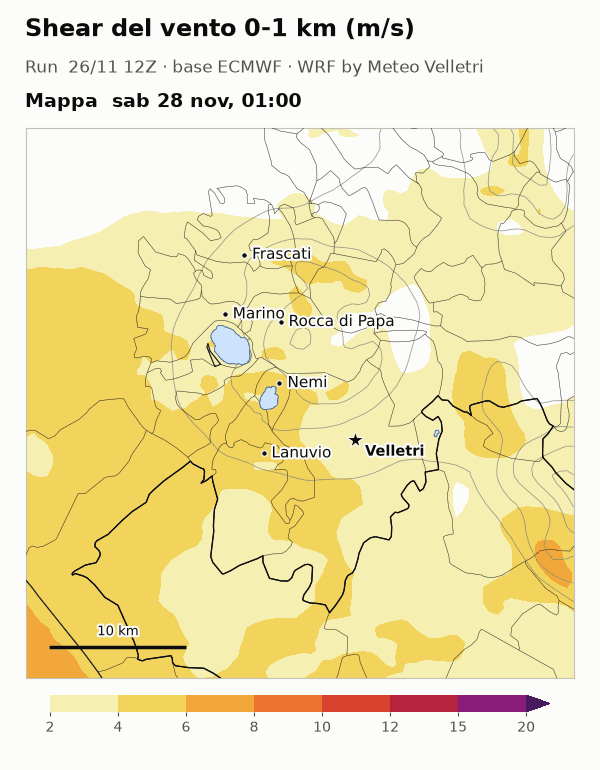 Shear del vento 0-1 km (m/s)
Run  26/11 12Z · base ECMWF · WRF by Meteo Velletri
Mappa  sab 28 nov, 01:00
Frascati
Marino
Rocca di Papa
Nemi
Velletri
Lanuvio
10 km
2 4 6 8 10 12 15 20